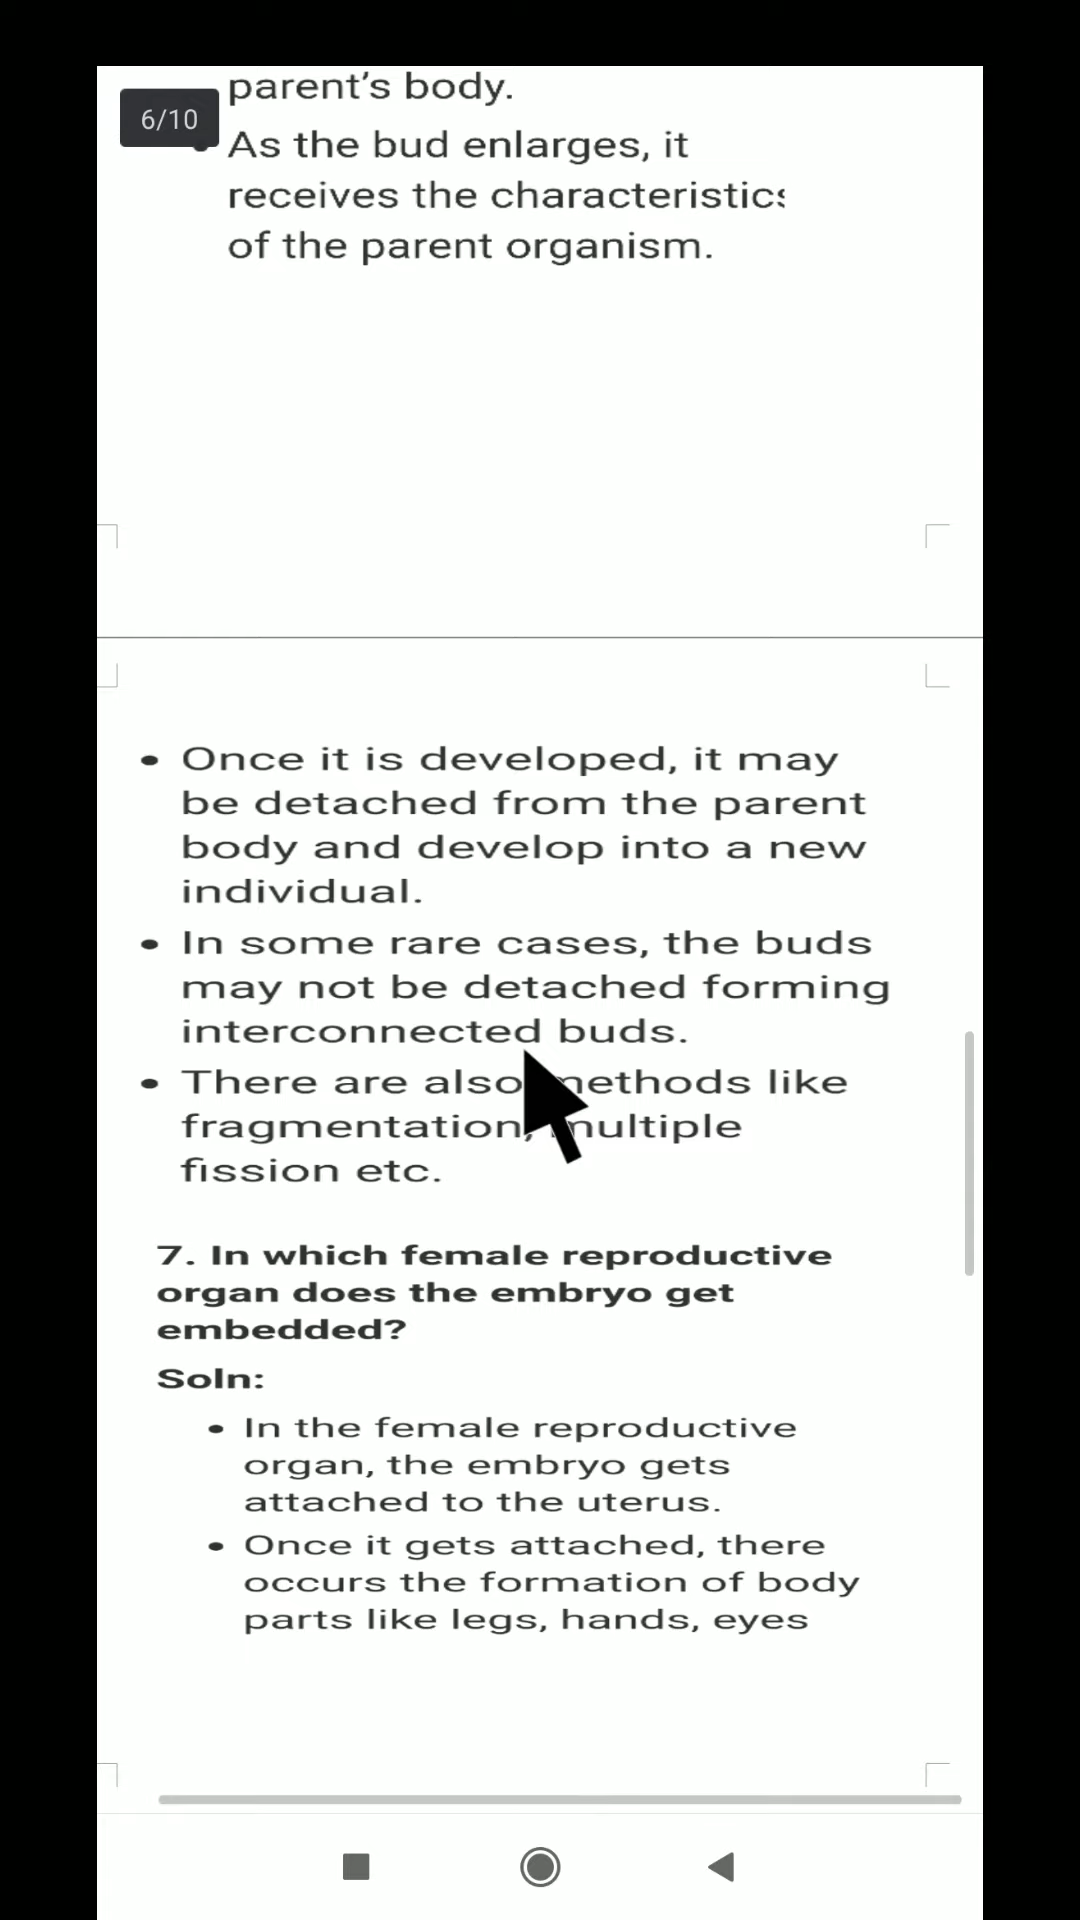 parent's body.
6/10
As the bud enlarges, it
receives the characteristics
of the parent organism.
Once it is developed, it may
be detached from the parent
body and develop into a new
individual.
In some rare cases, the buds
may not be detached forming
interconnected buds.
There are also methods like
fragmentation, multiple
fission etc.
7. In which female reproductive
organ does the embryo get
embedded?
Soln:
In the female reproductive
organ, the embryo gets
attached to the uterus.
Once it gets attached, there
occurs the formation of body
parts like legs, hands, eyes